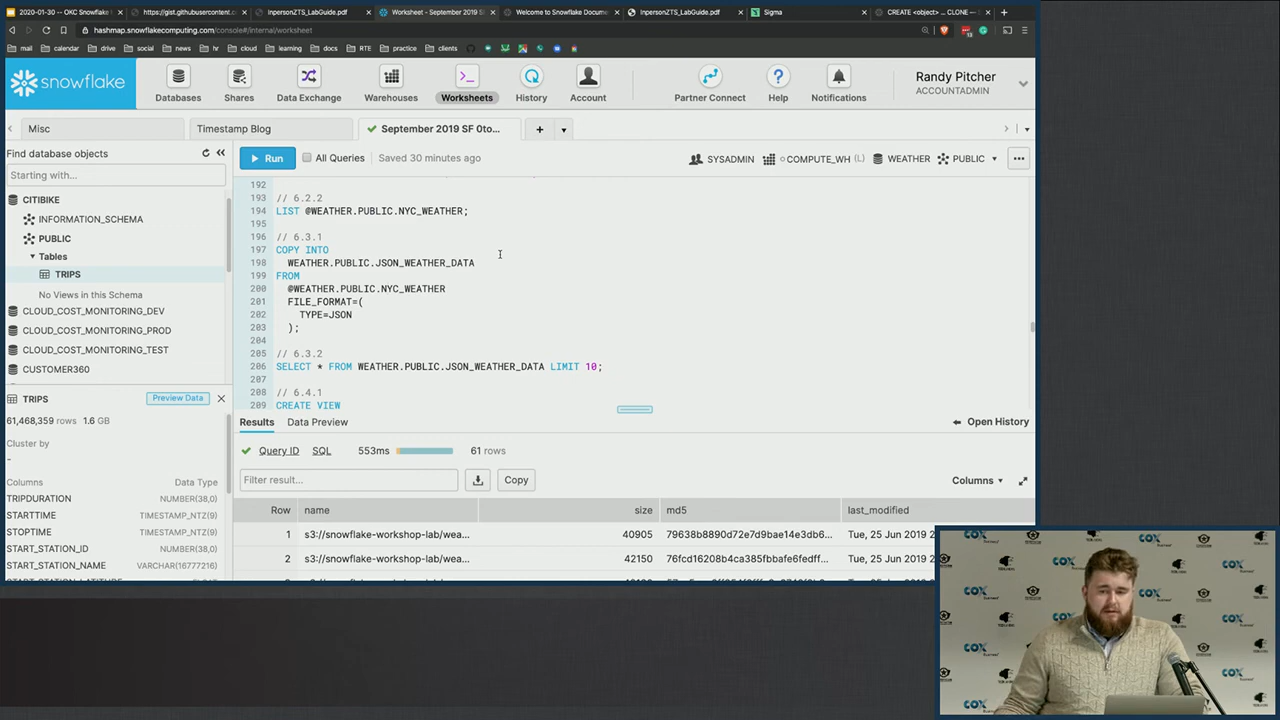 2020-01-30 — OKC Snowflake
https://gist.githubusercontent.c
InpersonZTS_LabGuide.pdf
Worksheet - September 2019 SF
Welcome to Snowflake Docume
InpersonZTS_LabGuide.pdf
Sigma
CREATE <object> … CLONE —
hashmap.snowflakecomputing.com/console#/internal/worksheet
mail
calendar
drive
social
news
hr
cloud
learning
docs
RTE
practice
clients
snowflake
Databases
Shares
Data Exchange
Warehouses
Worksheets
History
Account
Partner Connect
Help
Notifications
Randy Pitcher
ACCOUNTADMIN
Misc
Timestamp Blog
September 2019 SF 0to...
Find database objects
Starting with...
Run
All Queries
Saved 30 minutes ago
SYSADMIN
COMPUTE_WH (L)
WEATHER
PUBLIC
CITIBIKE
INFORMATION_SCHEMA
PUBLIC
Tables
TRIPS
No Views in this Schema
CLOUD_COST_MONITORING_DEV
CLOUD_COST_MONITORING_PROD
CLOUD_COST_MONITORING_TEST
CUSTOMER360
192
193 // 6.2.2
194 LIST @WEATHER.PUBLIC.NYC_WEATHER;
195
196 // 6.3.1
197 COPY INTO
198 WEATHER.PUBLIC.JSON_WEATHER_DATA
199 FROM
200 @WEATHER.PUBLIC.NYC_WEATHER
201 FILE_FORMAT=(
202 TYPE=JSON
203 );
204
205 // 6.3.2
206 SELECT * FROM WEATHER.PUBLIC.JSON_WEATHER_DATA LIMIT 10;
207
208 // 6.4.1
209 CREATE VIEW
TRIPS
Preview Data
61,468,359 rows 1.6 GB
Cluster by
-
Columns Data Type
TRIPDURATION NUMBER(38,0)
STARTTIME TIMESTAMP_NTZ(9)
STOPTIME TIMESTAMP_NTZ(9)
START_STATION_ID NUMBER(38,0)
START_STATION_NAME VARCHAR(16777216)
Results
Data Preview
Open History
Query ID
SQL
553ms
61 rows
Filter result...
Copy
Columns
Row name size md5 last_modified
1 s3://snowflake-workshop-lab/wea... 40905 79638b8890d72e7d9bae14e3db6... Tue, 25 Jun 2019 2
2 s3://snowflake-workshop-lab/wea... 42150 76fcd16208b4ca385fbbafe6fedff... Tue, 25 Jun 2019 2
COX